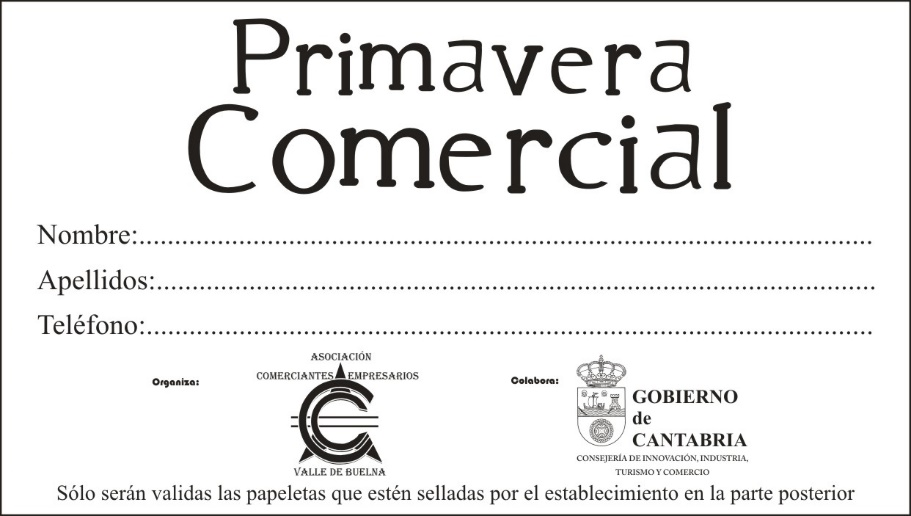 Primavera
Comercial
Nombre:....................................................................................................
Apellidos:..................................................................................................
Teléfono:...................................................................................................
Organiza:
ASOCIACIÓN
COMERCIANTES EMPRESARIOS
VALLE DE BUELNA
Colabora:
GOBIERNO
de
CANTABRIA
CONSEJERÍA DE INNOVACIÓN, INDUSTRIA,
TURISMO Y COMERCIO
Sólo serán validas las papeletas que estén selladas por el establecimiento en la parte posterior